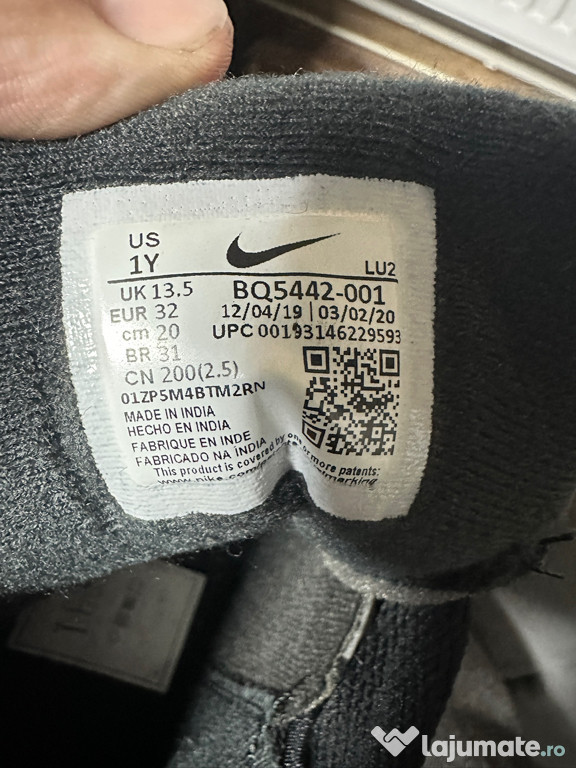 US
1Y
LU2
UK 13.5
BQ5442-001
EUR 32
12/04/19 | 03/02/20
cm 20
UPC 00193146229593
BR 31
CN 200(2.5)
01ZP5M4BTM2RN
MADE IN INDIA
HECHO EN INDIA
FABRIQUE EN INDE
FABRICADO NA ÍNDIA
This product is covered by one or more patents:
lajumate.ro